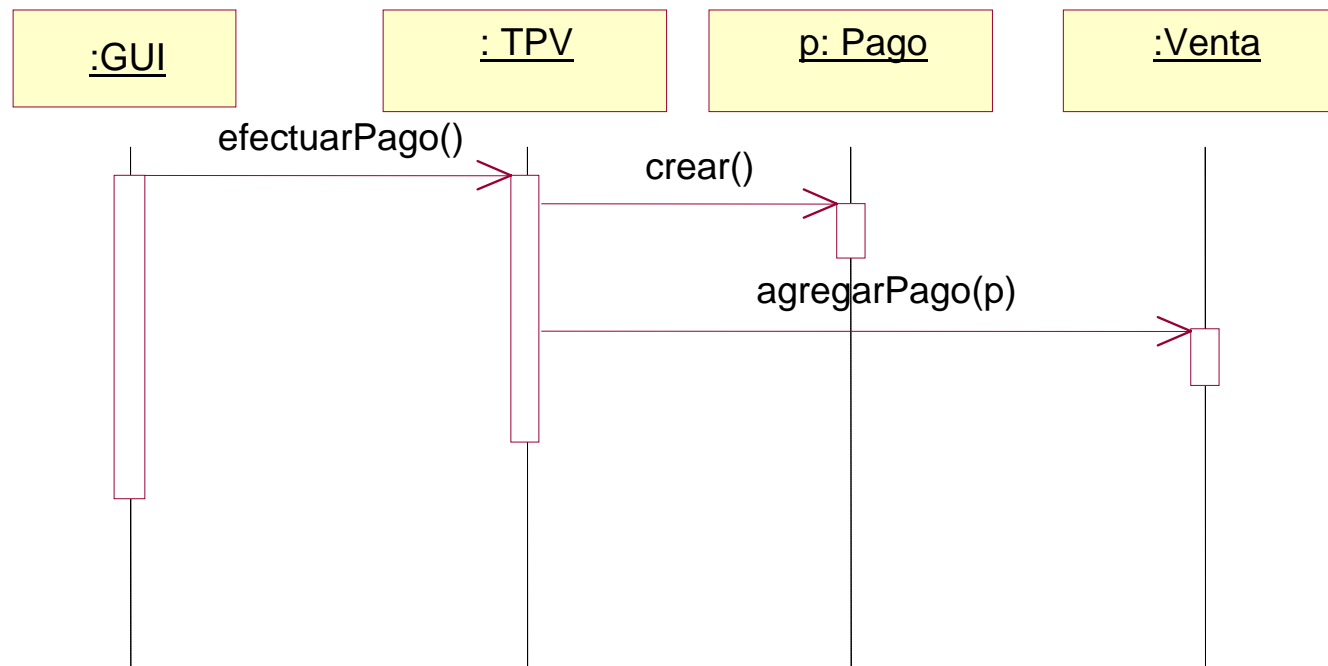 :GUI
: TPV
p: Pago
:Venta
efectuarPago()
crear()
agregarPago(p)